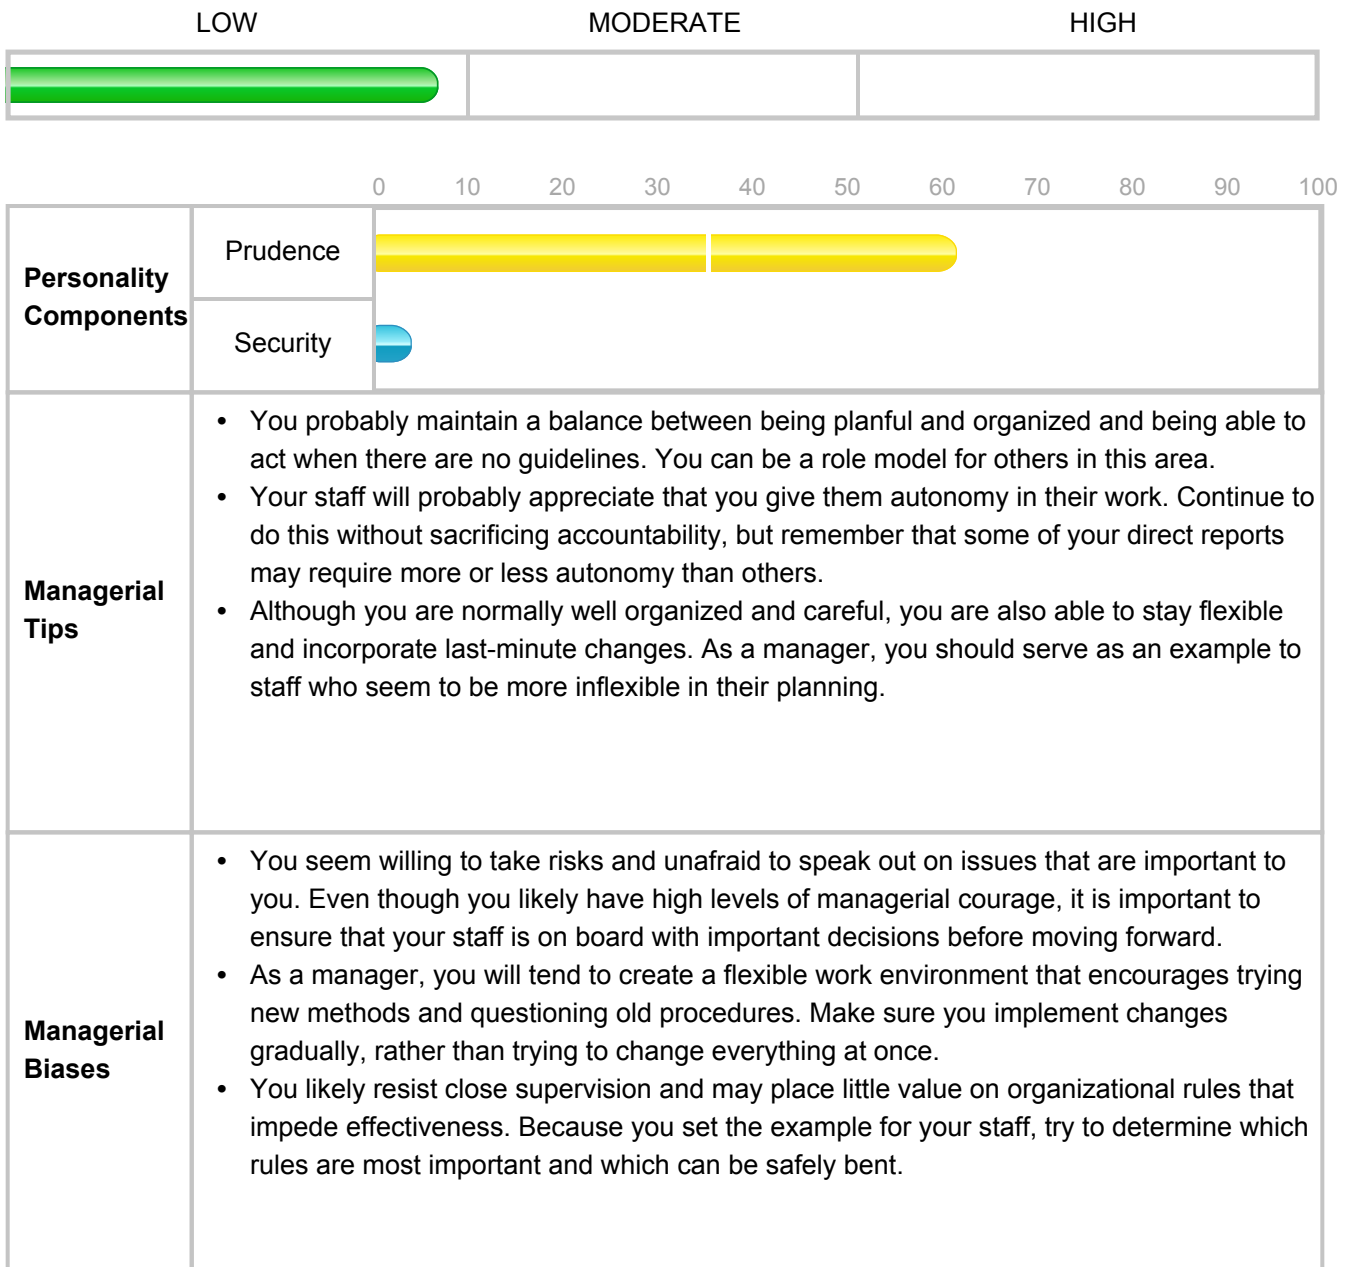 LOW MODERATE HIGH
0 10 20 30 40 50 60 70 80 90 100
Personality
Components
Prudence
Security
Managerial
Tips
• You probably maintain a balance between being planful and organized and being able to
act when there are no guidelines. You can be a role model for others in this area.
• Your staff will probably appreciate that you give them autonomy in their work. Continue to
do this without sacrificing accountability, but remember that some of your direct reports
may require more or less autonomy than others.
• Although you are normally well organized and careful, you are also able to stay flexible
and incorporate last-minute changes. As a manager, you should serve as an example to
staff who seem to be more inflexible in their planning.
Managerial
Biases
• You seem willing to take risks and unafraid to speak out on issues that are important to
you. Even though you likely have high levels of managerial courage, it is important to
ensure that your staff is on board with important decisions before moving forward.
• As a manager, you will tend to create a flexible work environment that encourages trying
new methods and questioning old procedures. Make sure you implement changes
gradually, rather than trying to change everything at once.
• You likely resist close supervision and may place little value on organizational rules that
impede effectiveness. Because you set the example for your staff, try to determine which
rules are most important and which can be safely bent.